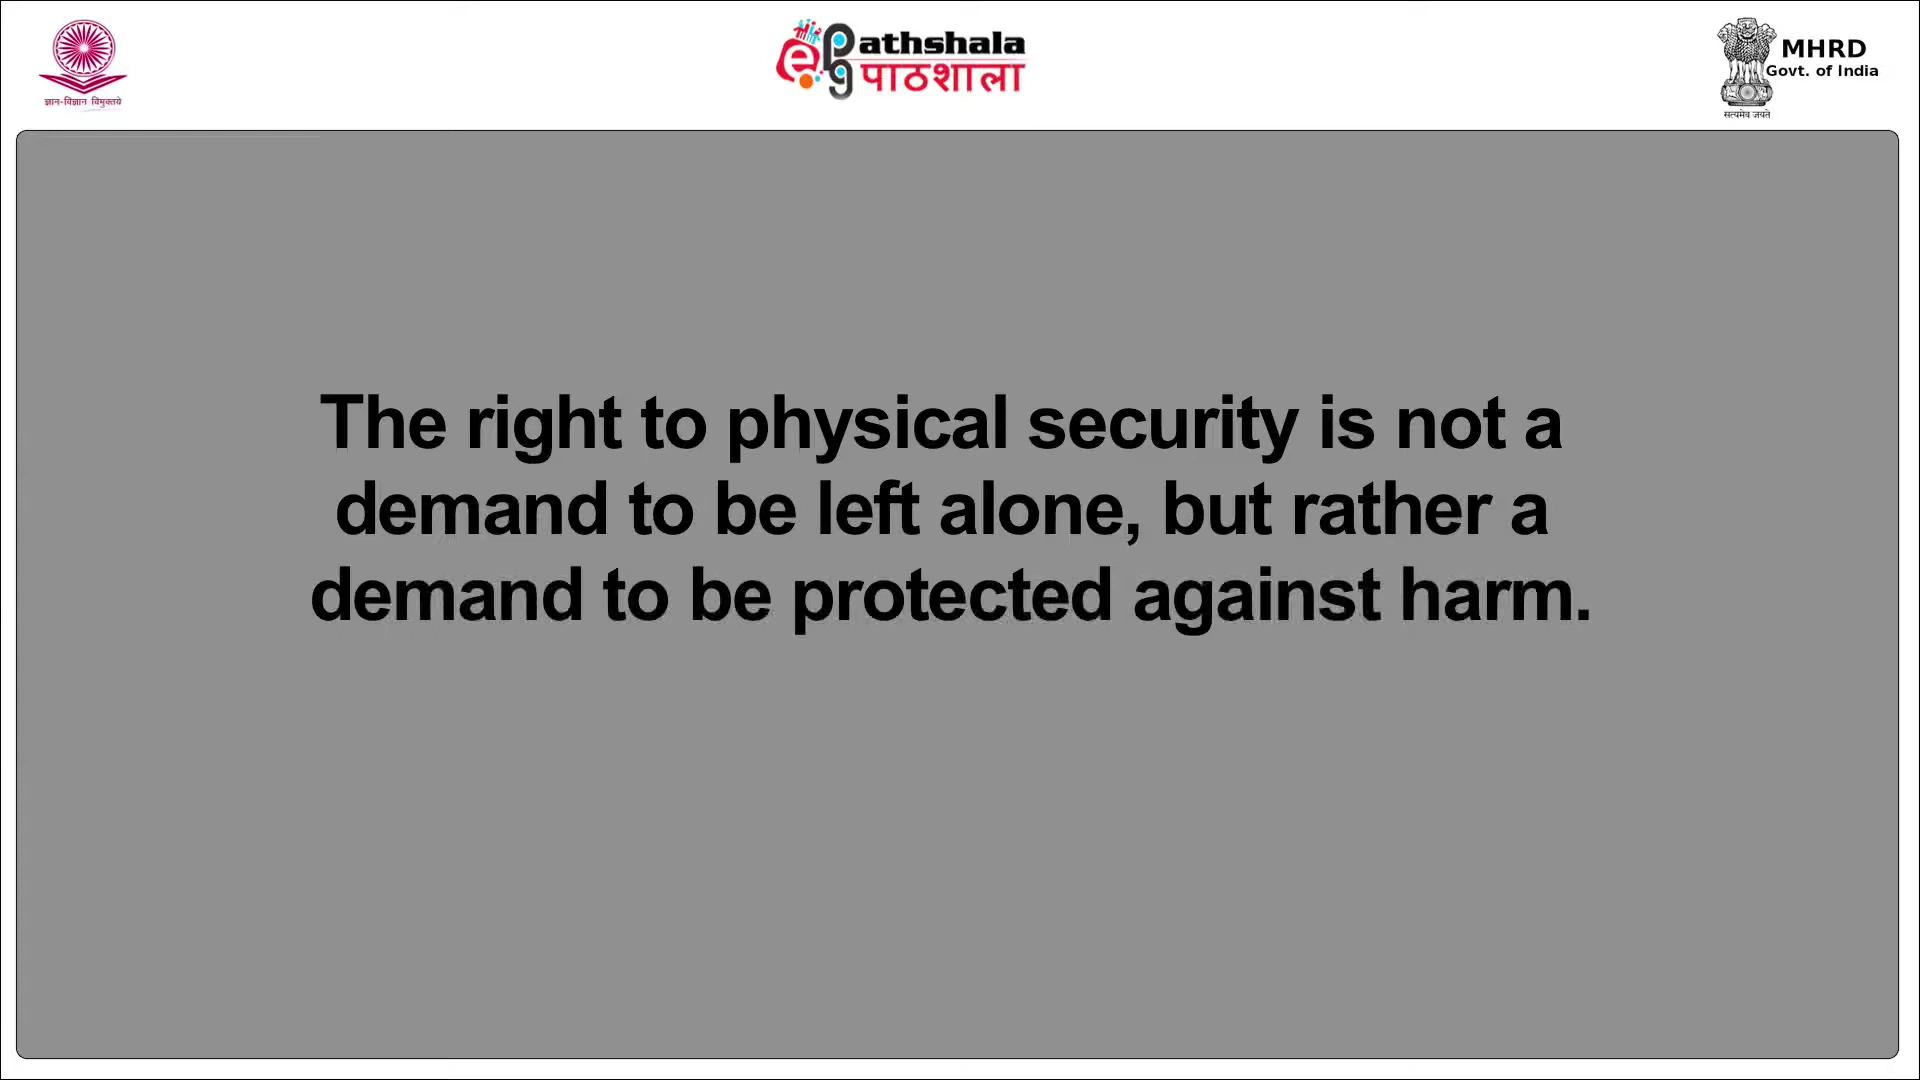 ज्ञान-विज्ञान विमुक्तये
ePG athshala
पाठशाला
MHRD
Govt. of India
सत्यमेव जयते
The right to physical security is not a
demand to be left alone, but rather a
demand to be protected against harm.